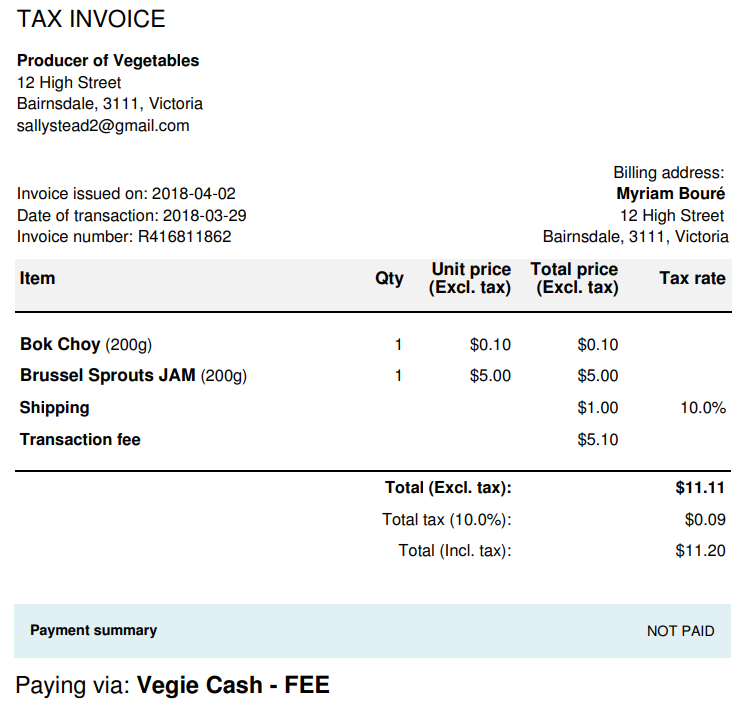 TAX INVOICE
Producer of Vegetables
12 High Street
Bairnsdale, 3111, Victoria
sallystead2@gmail.com
Billing address:
Invoice issued on: 2018-04-02 Myriam Bouré
Date of transaction: 2018-03-29 12 High Street
Invoice number: R416811862 Bairnsdale, 3111, Victoria
Item Qty Unit price (Excl. tax) Total price (Excl. tax) Tax rate
Bok Choy (200g) 1 $0.10 $0.10
Brussel Sprouts JAM (200g) 1 $5.00 $5.00
Shipping $1.00 10.0%
Transaction fee $5.10
Total (Excl. tax): $11.11
Total tax (10.0%): $0.09
Total (Incl. tax): $11.20
Payment summary NOT PAID
Paying via: Vegie Cash - FEE